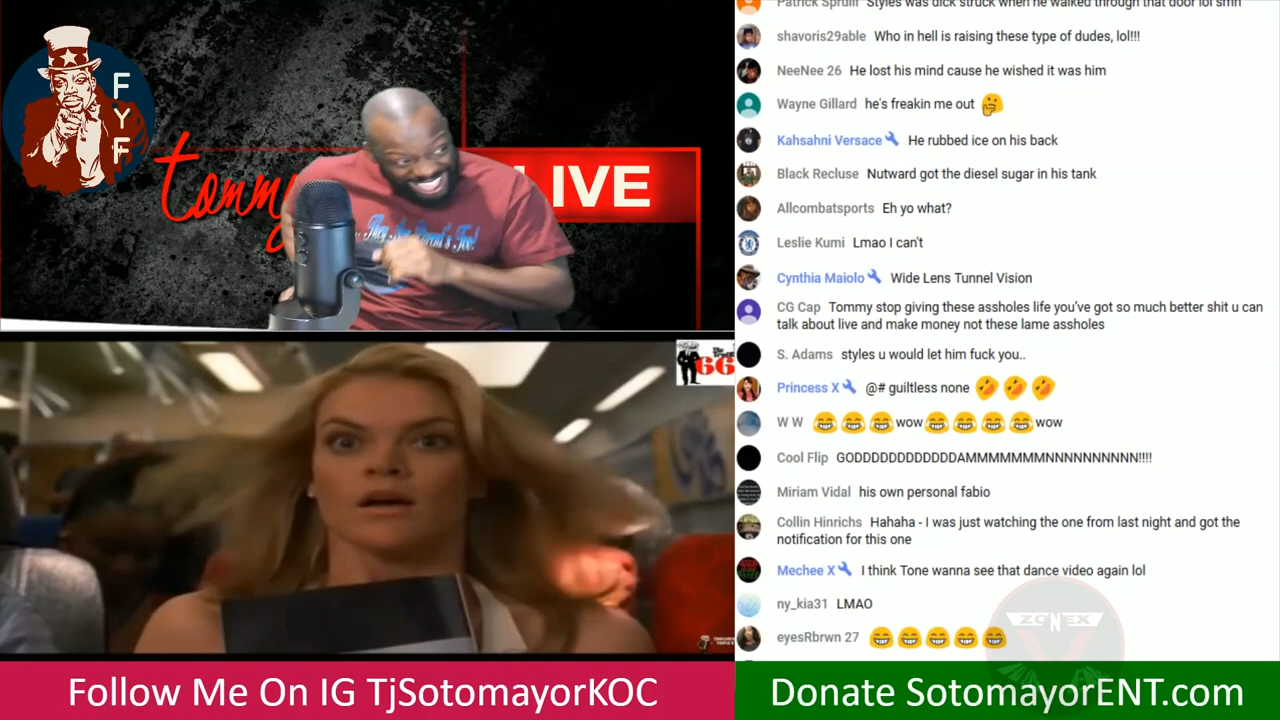 FYF
tommy
LIVE
... They Are Parent's Too!
The
66
Follow Me On IG TjSotomayorKOC
Patrick Spruill Styles was dick struck when he walked through that door lol smh
shavoris29able Who in hell is raising these type of dudes, lol!!!
NeeNee 26 He lost his mind cause he wished it was him
Wayne Gillard he's freakin me out 🤔
Kahsahni Versace He rubbed ice on his back
Black Recluse Nutward got the diesel sugar in his tank
Allcombatsports Eh yo what?
Leslie Kumi Lmao I can't
Cynthia Maiolo Wide Lens Tunnel Vision
CG Cap Tommy stop giving these assholes life you've got so much better shit u can
talk about live and make money not these lame assholes
S. Adams styles u would let him fuck you..
Princess X @# guiltless none 🤣 🤣 🤣
W W 😂 😂 😂 wow 😂 😂 😂 😂 wow
Cool Flip GODDDDDDDDDDDDAMMMMMMMNNNNNNNNNN!!!!
Miriam Vidal his own personal fabio
Collin Hinrichs Hahaha - I was just watching the one from last night and got the
notification for this one
Mechee X I think Tone wanna see that dance video again lol
ny_kia31 LMAO
eyesRbrwn 27 😂 😂 😂 😂 😂
ZONEX
Donate SotomayorENT.com